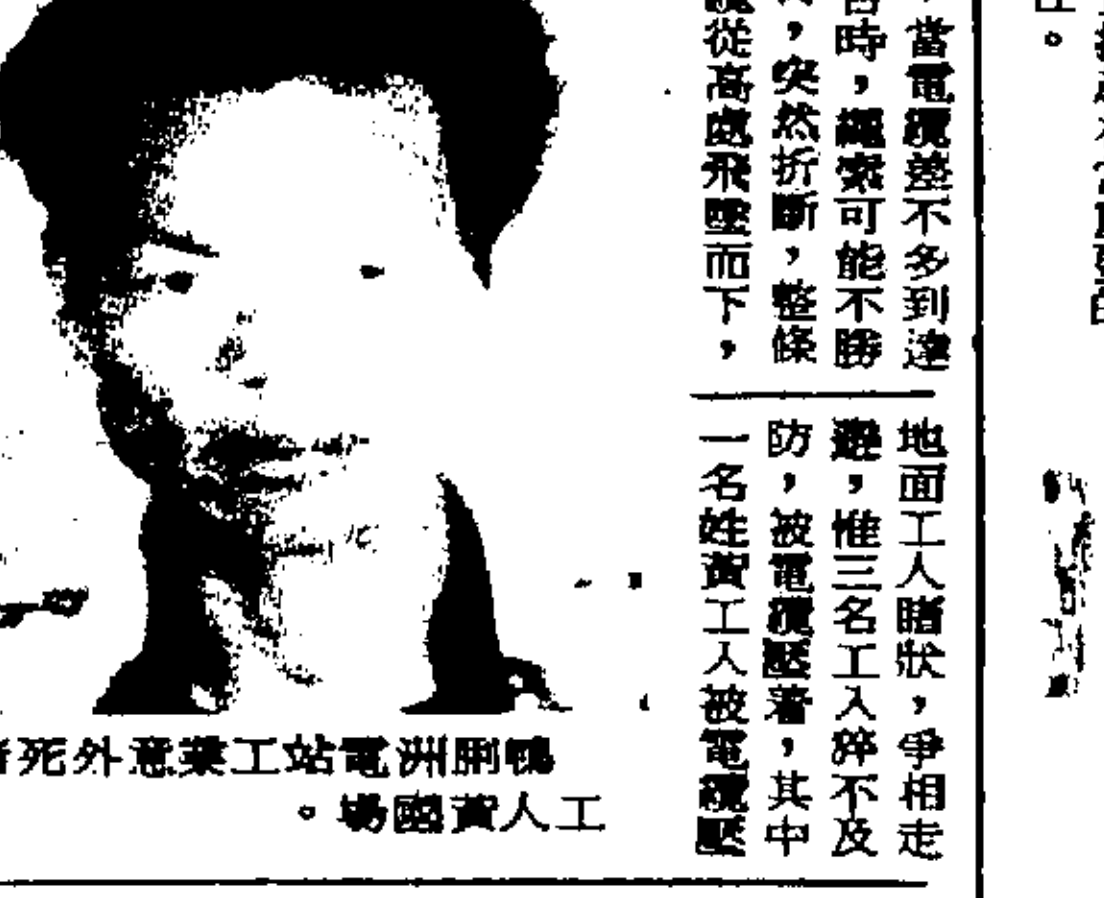 ，當電纜差不多到達
時，繩索可能不勝
，突然折斷，整條
從高處飛墜而下，
地面工人睹狀，爭相走
避，惟三名工人猝不及
防，被電纜壓着，其中
一名姓黃工人被電纜壓
鴨脷洲電站工業意外死
工人黃場。